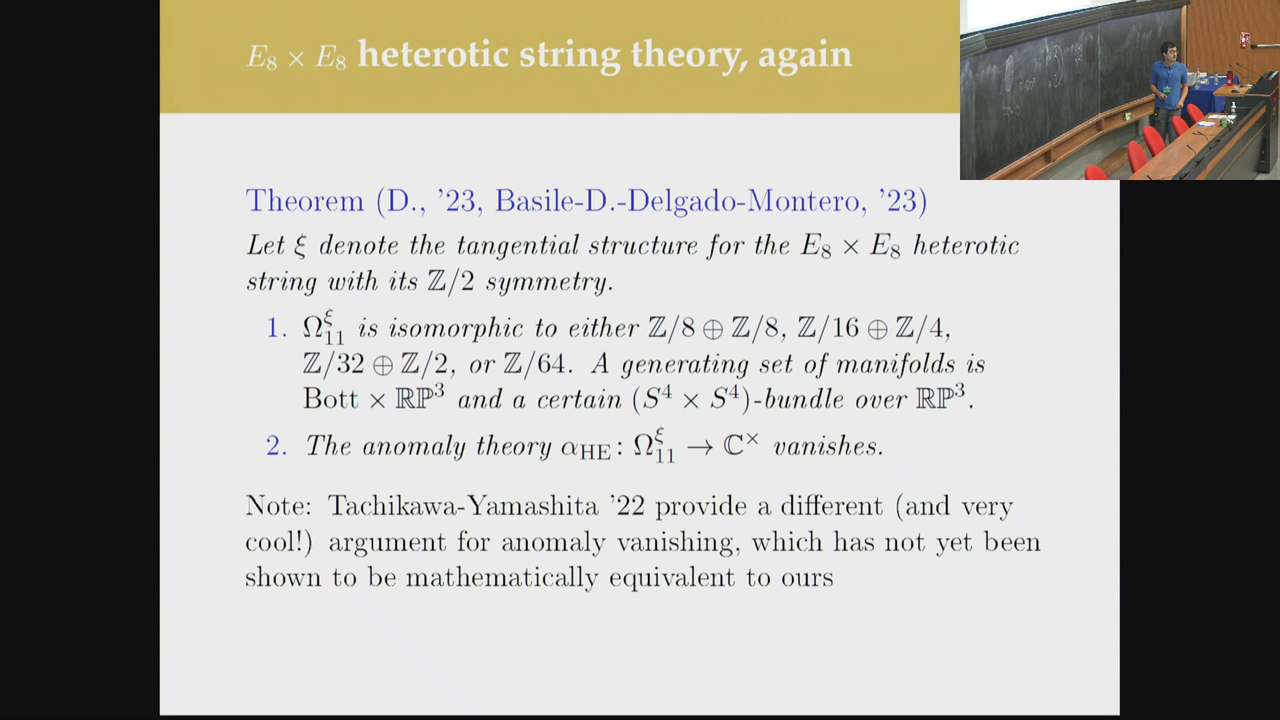 E₈ × E₈ heterotic string theory, again
Theorem (D., '23, Basile-D.-Delgado-Montero, '23)
Let ξ denote the tangential structure for the E₈ × E₈ heterotic
string with its ℤ/2 symmetry.
1. Ω₁₁^ξ is isomorphic to either ℤ/8 ⊕ ℤ/8, ℤ/16 ⊕ ℤ/4,
ℤ/32 ⊕ ℤ/2, or ℤ/64. A generating set of manifolds is
Bott × ℝℙ³ and a certain (S⁴ × S⁴)-bundle over ℝℙ³.
2. The anomaly theory α_HE : Ω₁₁^ξ → ℂ^× vanishes.
Note: Tachikawa-Yamashita '22 provide a different (and very
cool!) argument for anomaly vanishing, which has not yet been
shown to be mathematically equivalent to ours